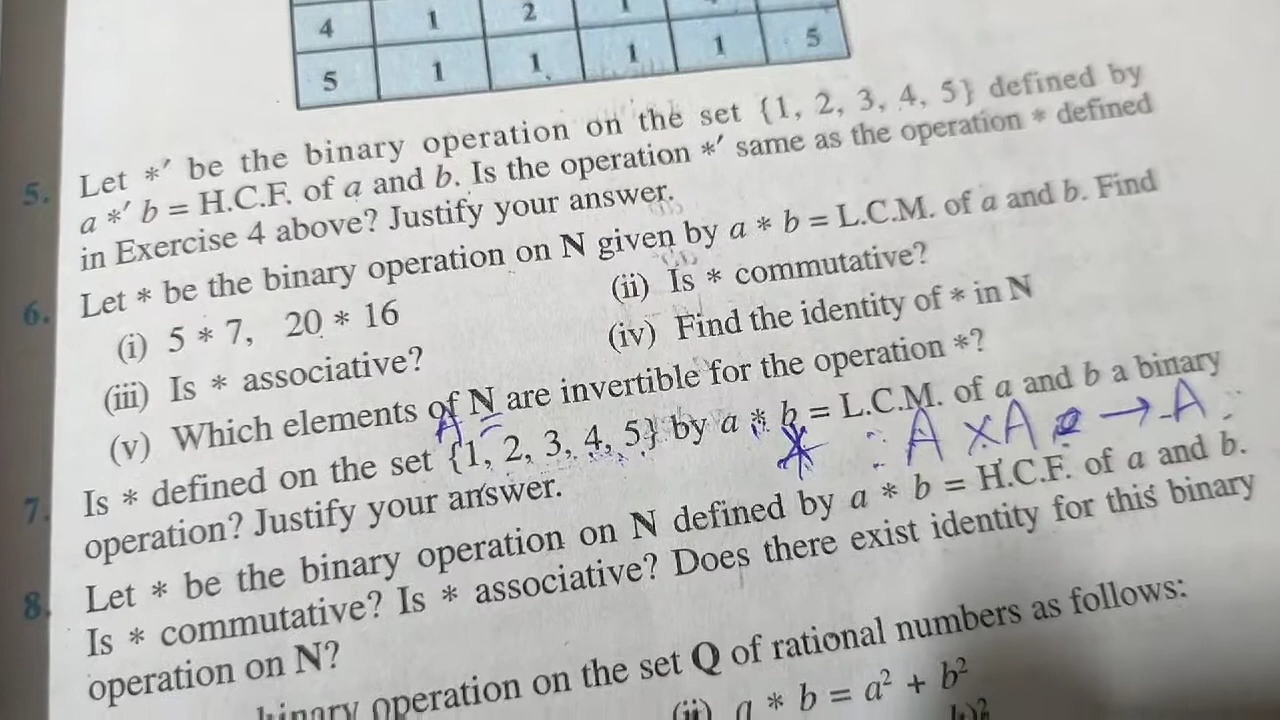 4 1 2 1
5 1 1 1 1 5
5. Let *′ be the binary operation on the set {1, 2, 3, 4, 5} defined by
a *′ b = H.C.F. of a and b. Is the operation *′ same as the operation * defined
in Exercise 4 above? Justify your answer.
6. Let * be the binary operation on N given by a * b = L.C.M. of a and b. Find
(i) 5 * 7, 20 * 16 (ii) Is * commutative?
(iii) Is * associative? (iv) Find the identity of * in N
(v) Which elements of N are invertible for the operation *?
7. Is * defined on the set {1, 2, 3, 4, 5} by a * b = L.C.M. of a and b a binary
A * : A × A → A
operation? Justify your answer.
8. Let * be the binary operation on N defined by a * b = H.C.F. of a and b.
Is * commutative? Is * associative? Does there exist identity for this binary
operation on N?
binary operation on the set Q of rational numbers as follows:
(ii) a * b = a² + b²